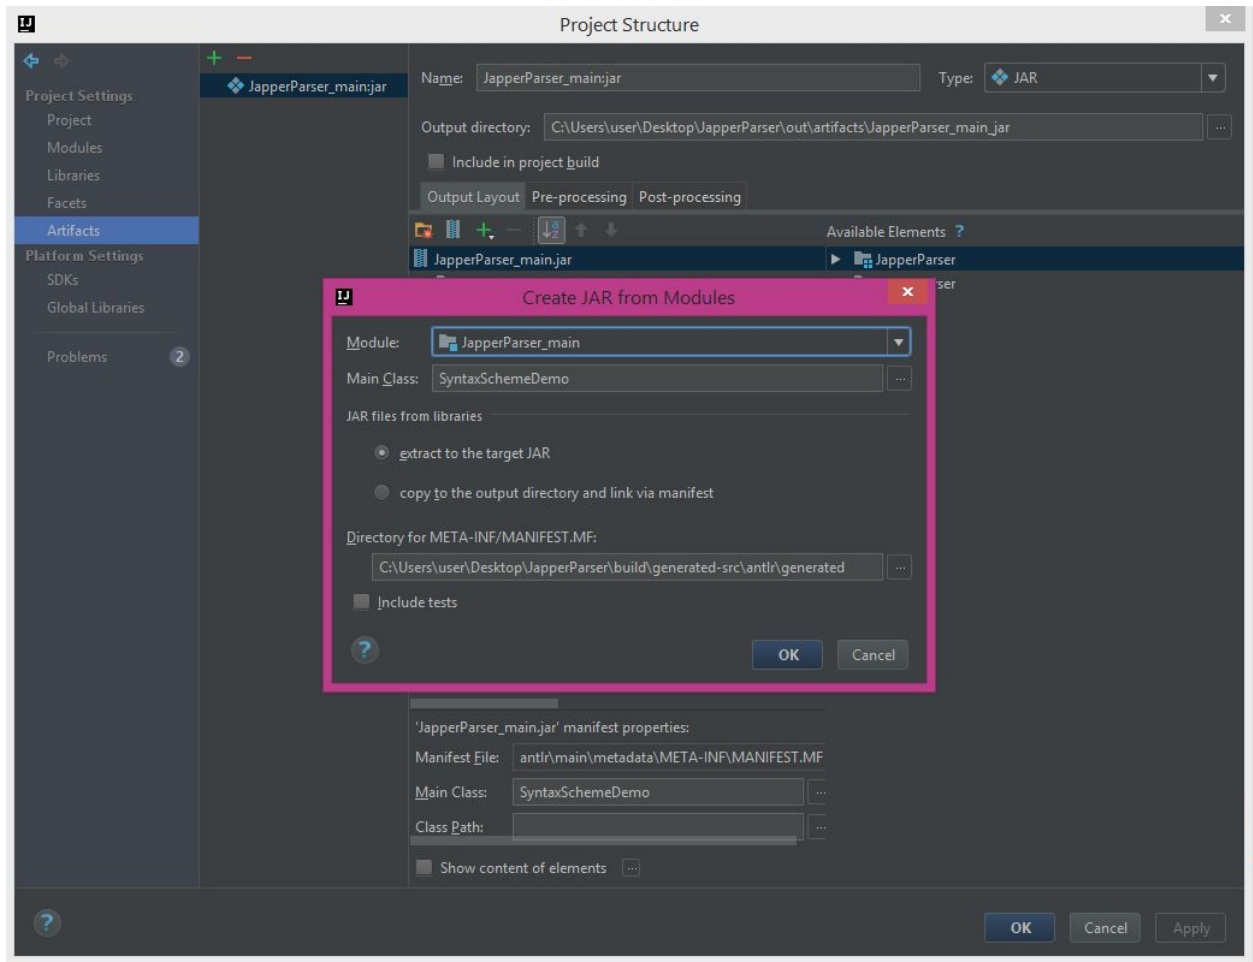 IJ
Project Structure
Project Settings
Project
Modules
Libraries
Facets
Artifacts
Platform Settings
SDKs
Global Libraries
Problems 2
JapperParser_main:jar
Name: JapperParser_main:jar Type: JAR
Output directory: C:\Users\user\Desktop\JapperParser\out\artifacts\JapperParser_main_jar ...
Include in project build
Output Layout Pre-processing Post-processing
Available Elements ?
JapperParser_main.jar JapperParser
ser
IJ
Create JAR from Modules
Module: JapperParser_main
Main Class: SyntaxSchemeDemo ...
JAR files from libraries
extract to the target JAR
copy to the output directory and link via manifest
Directory for META-INF/MANIFEST.MF:
C:\Users\user\Desktop\JapperParser\build\generated-src\antlr\generated ...
Include tests
? OK Cancel
'JapperParser_main.jar' manifest properties:
Manifest File: antlr\main\metadata\META-INF\MANIFEST.MF
Main Class: SyntaxSchemeDemo ...
Class Path: ...
Show content of elements ...
? OK Cancel Apply